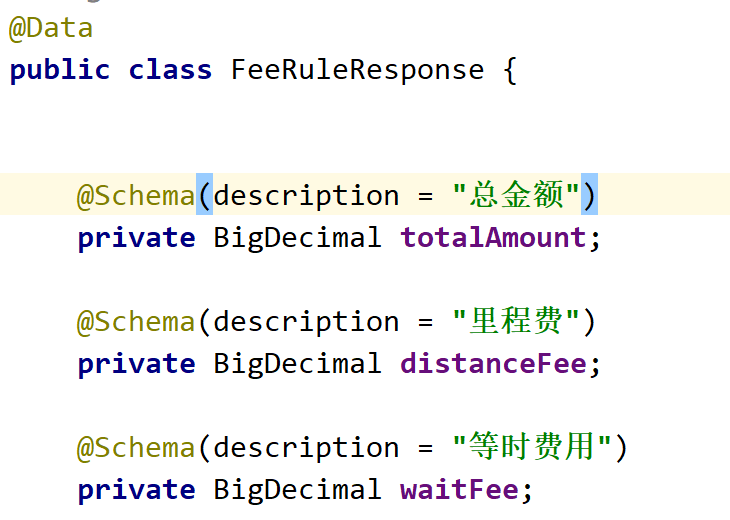 @Data
public class FeeRuleResponse {
@Schema(description = "总金额")
private BigDecimal totalAmount;
@Schema(description = "里程费")
private BigDecimal distanceFee;
@Schema(description = "等时费用")
private BigDecimal waitFee;